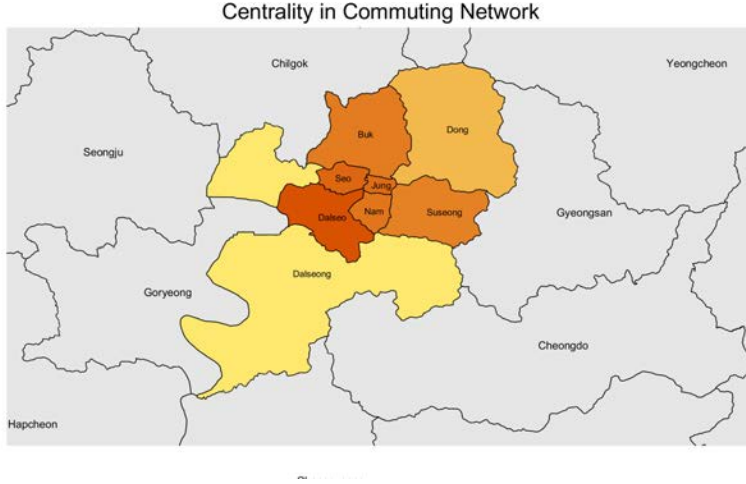 Centrality in Commuting Network
Chilgok
Yeongcheon
Buk
Dong
Seongju
Seo
Jung
Dalseo
Nam
Suseong
Gyeongsan
Dalseong
Goryeong
Cheongdo
Hapcheon